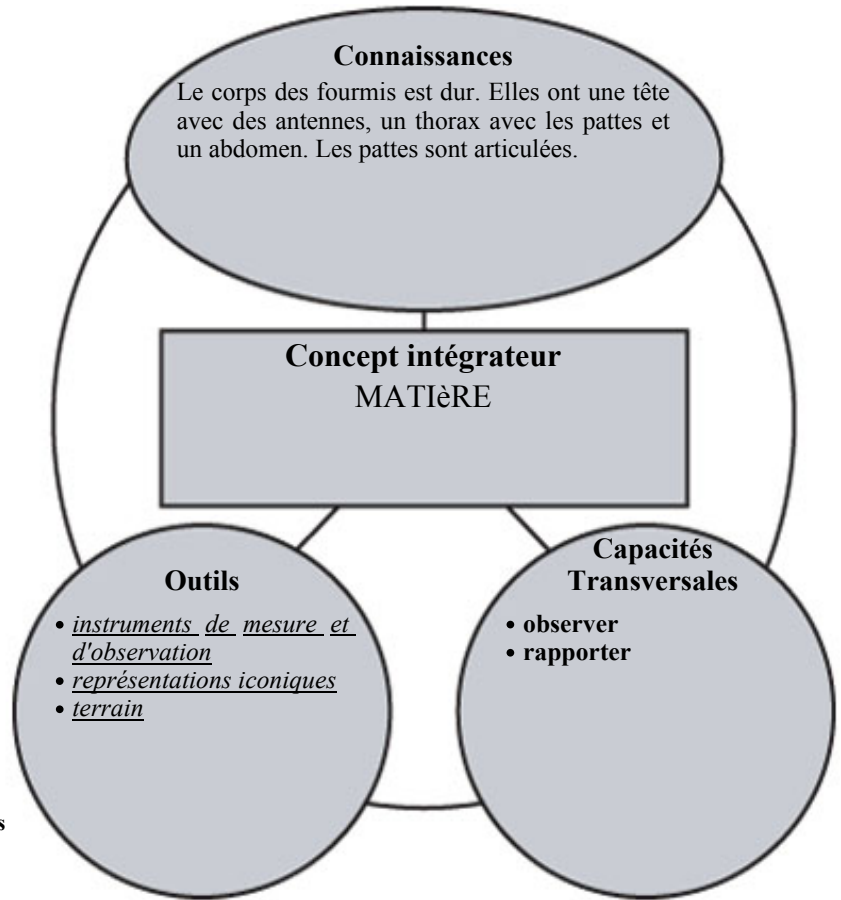 Connaissances
Le corps des fourmis est dur. Elles ont une tête
avec des antennes, un thorax avec les pattes et
un abdomen. Les pattes sont articulées.
Concept intégrateur
MATIèRE
Outils
• instruments de mesure et
d'observation
• représentations iconiques
• terrain
Capacités
Transversales
• observer
• rapporter
s